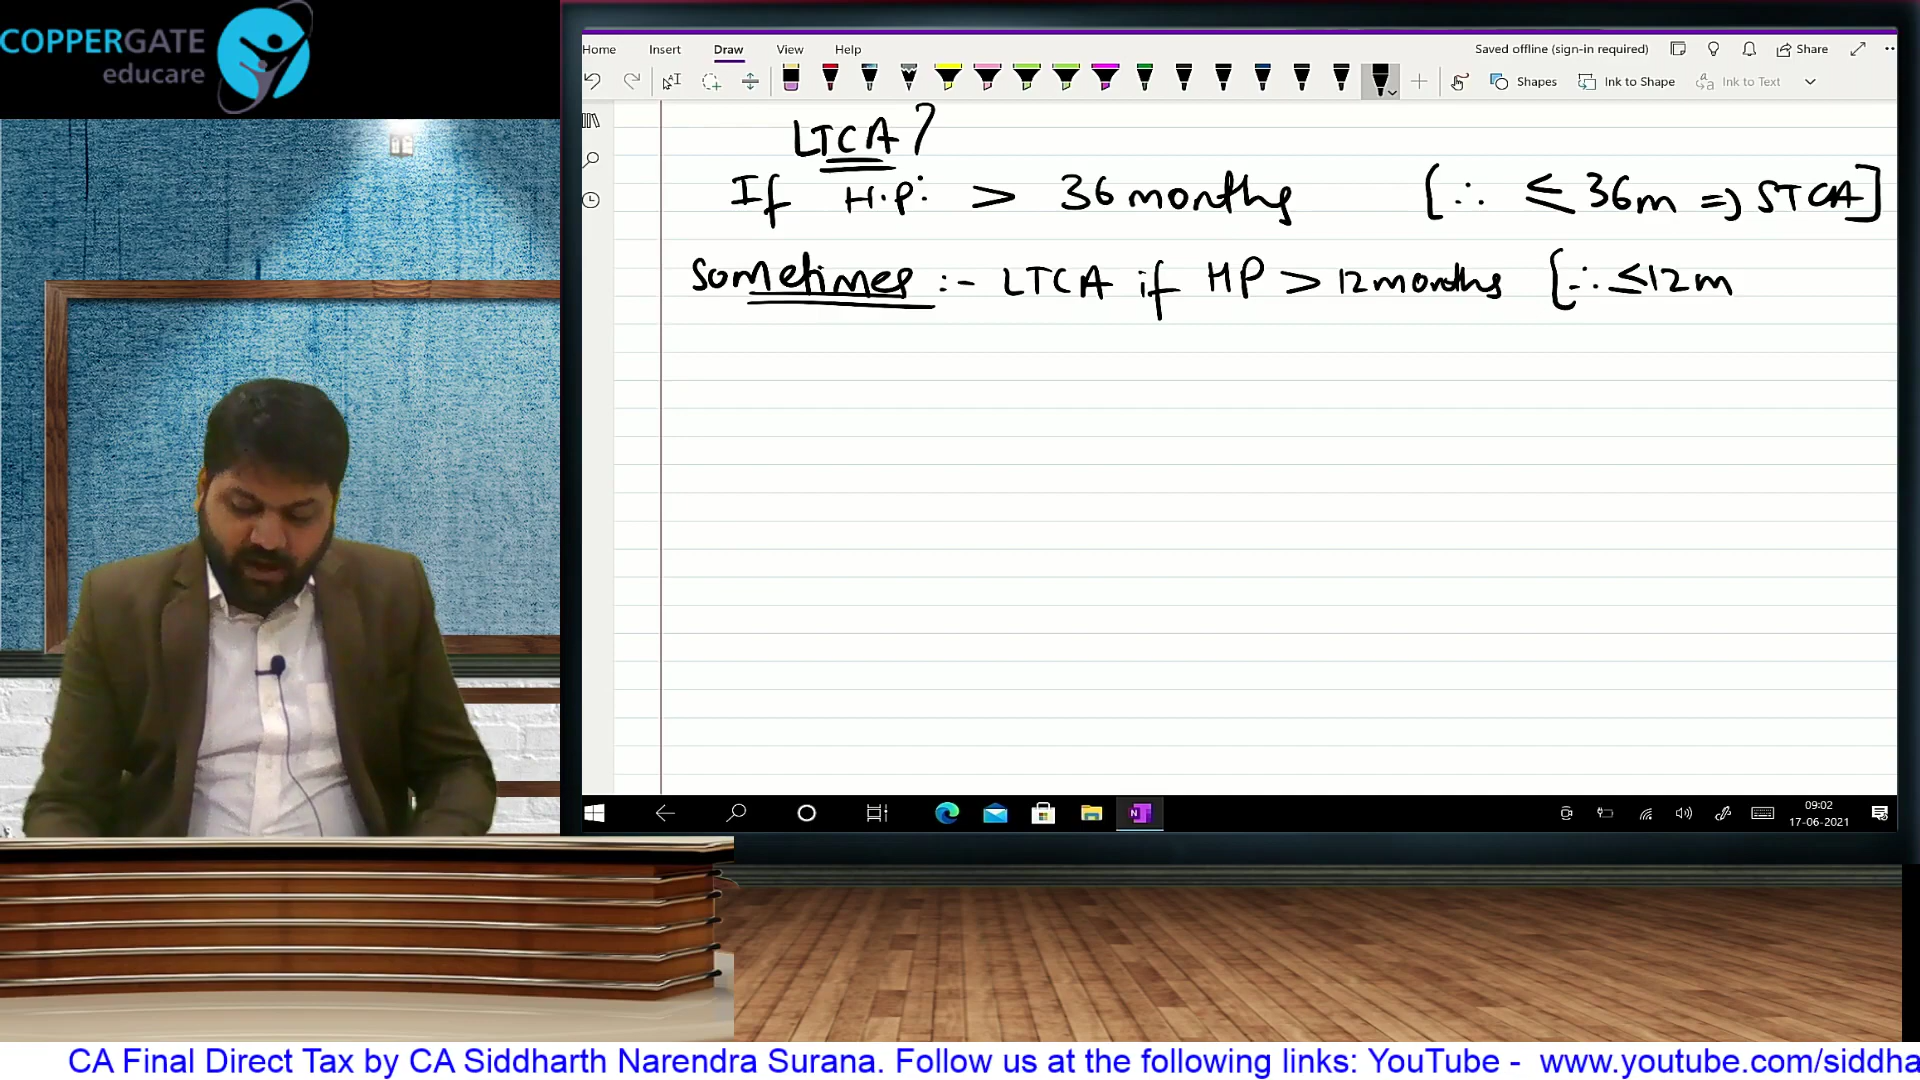 COPPERGATE
educare
Home Insert Draw View Help
Saved offline (sign-in required) Share
Shapes Ink to Shape Ink to Text
LTCA?
If H.P. > 36 months [∴ ≤ 36m => STCA]
Sometimes :- LTCA if HP > 12 months [∴ ≤12m
09:02
17-06-2021
CA Final Direct Tax by CA Siddharth Narendra Surana. Follow us at the following links: YouTube - www.youtube.com/siddha